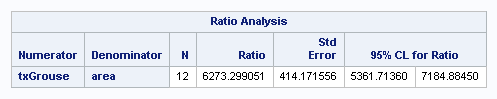 Ratio Analysis
Numerator Denominator N Ratio Std Error 95% CL for Ratio
txGrouse area 12 6273.299051 414.171556 5361.71360 7184.88450